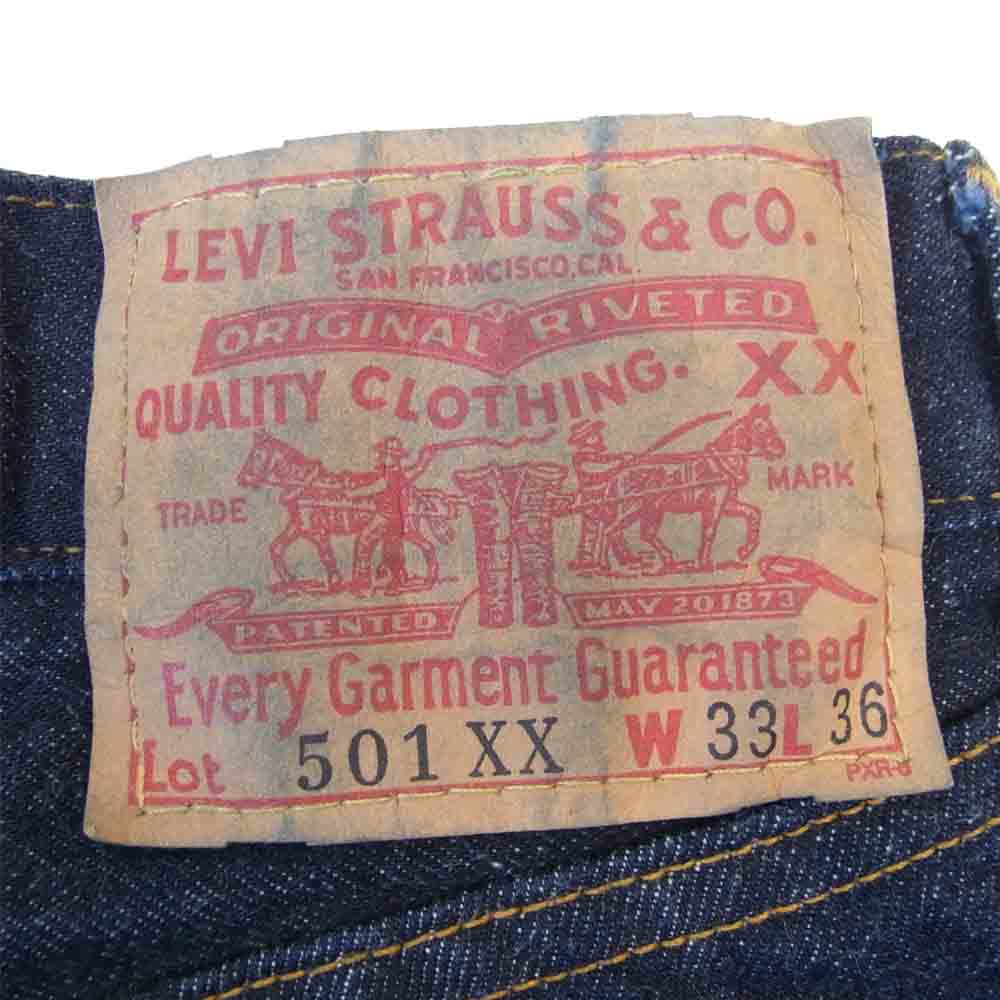 LEVI STRAUSS & CO.
SAN FRANCISCO, CAL.
ORIGINAL RIVETED
QUALITY CLOTHING. XX
TRADE MARK
PATENTED MAY 20 1873
Every Garment Guaranteed
Lot 501 XX W 33 L 36